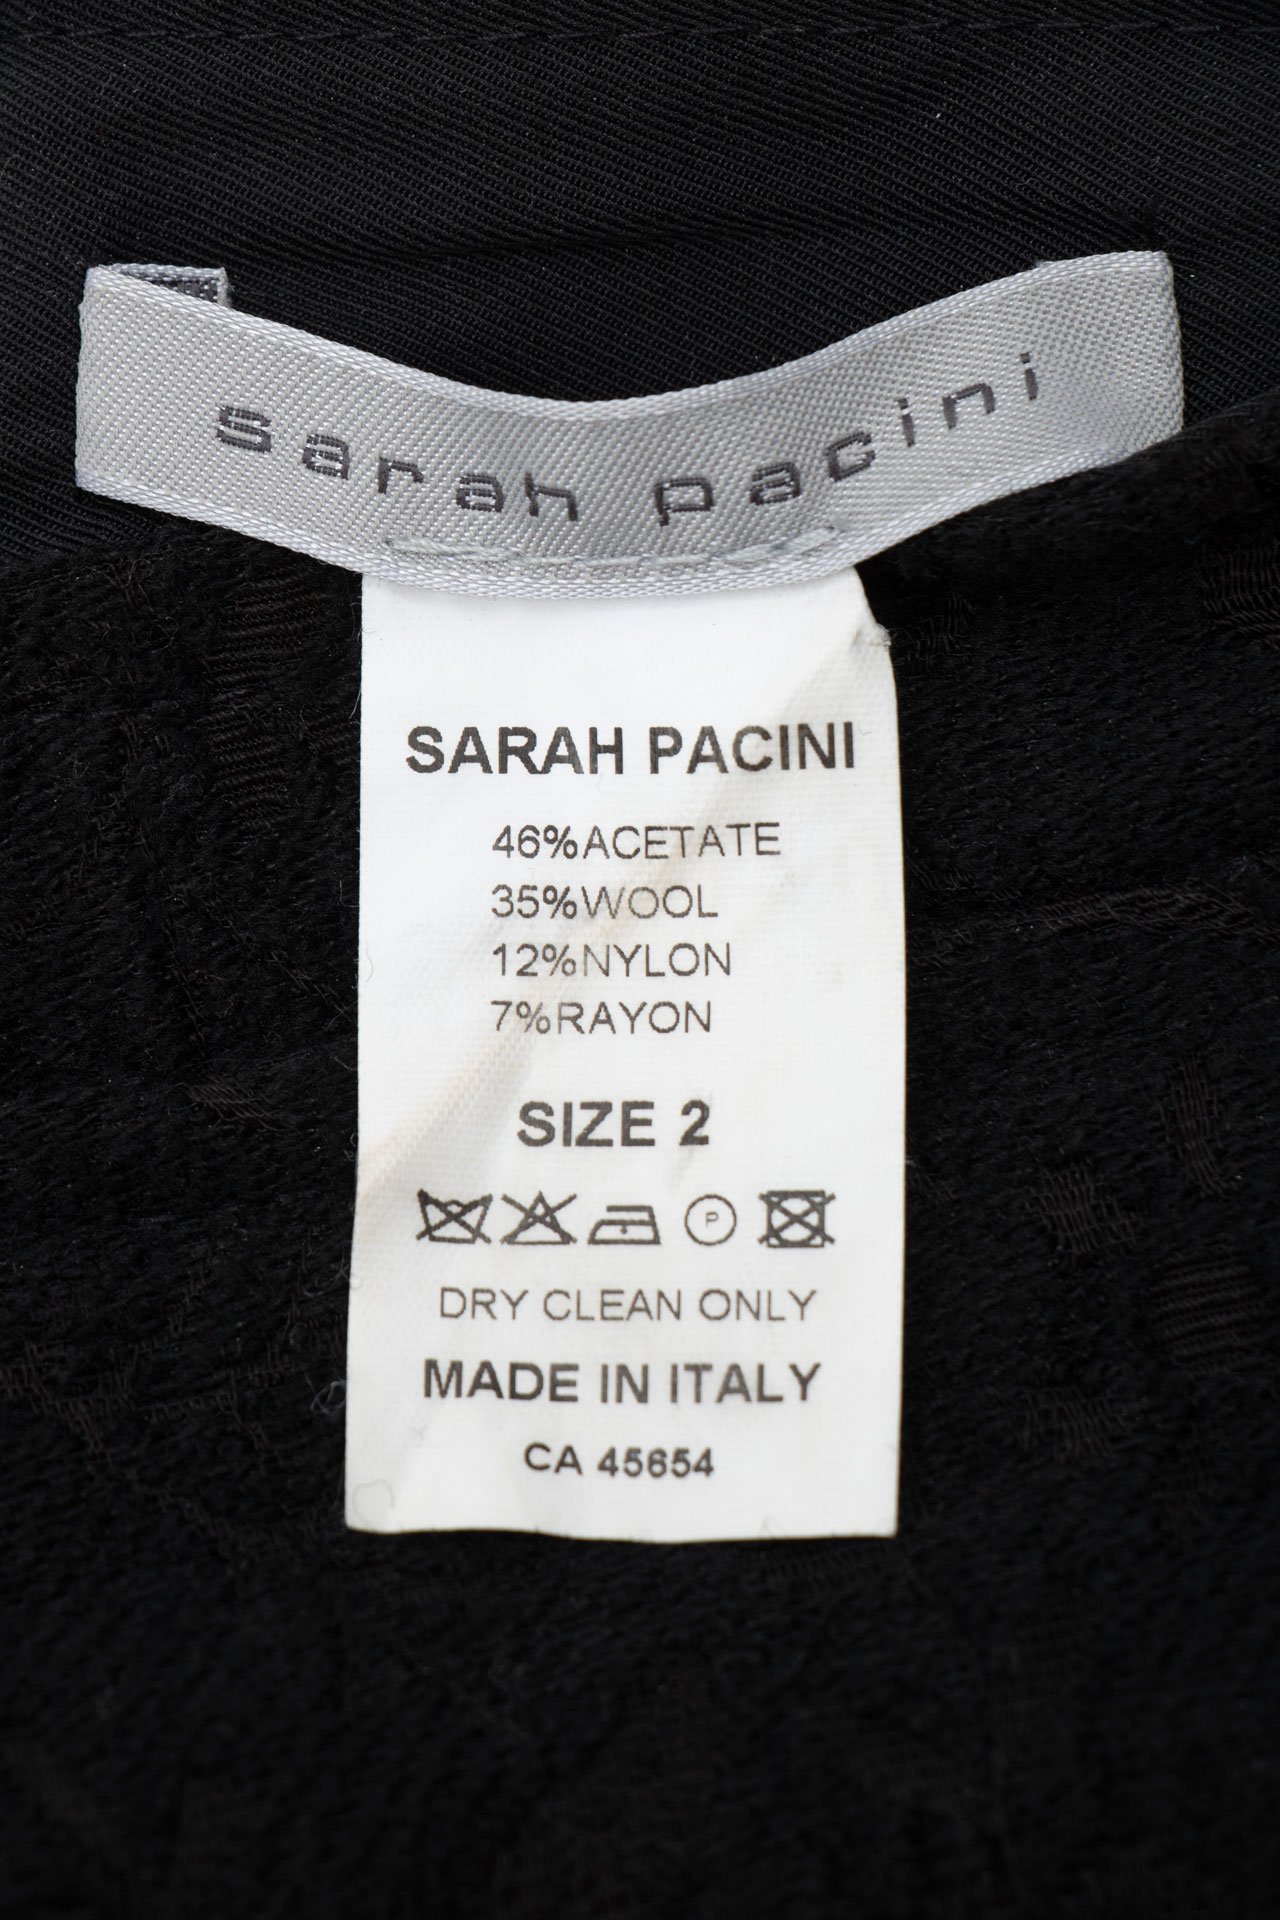 sarah pacini
SARAH PACINI
46%ACETATE
35%WOOL
12%NYLON
7%RAYON
SIZE 2
P
DRY CLEAN ONLY
MADE IN ITALY
CA 45654